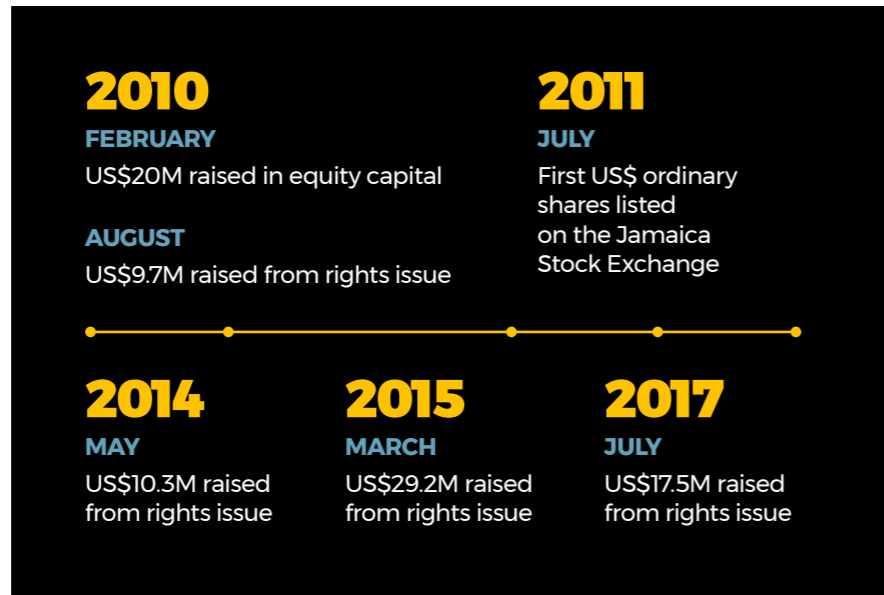 2010
FEBRUARY
US$20M raised in equity capital
AUGUST
US$9.7M raised from rights issue
2011
JULY
First US$ ordinary
shares listed
on the Jamaica
Stock Exchange
2014
MAY
US$10.3M raised
from rights issue
2015
MARCH
US$29.2M raised
from rights issue
2017
JULY
US$17.5M raised
from rights issue